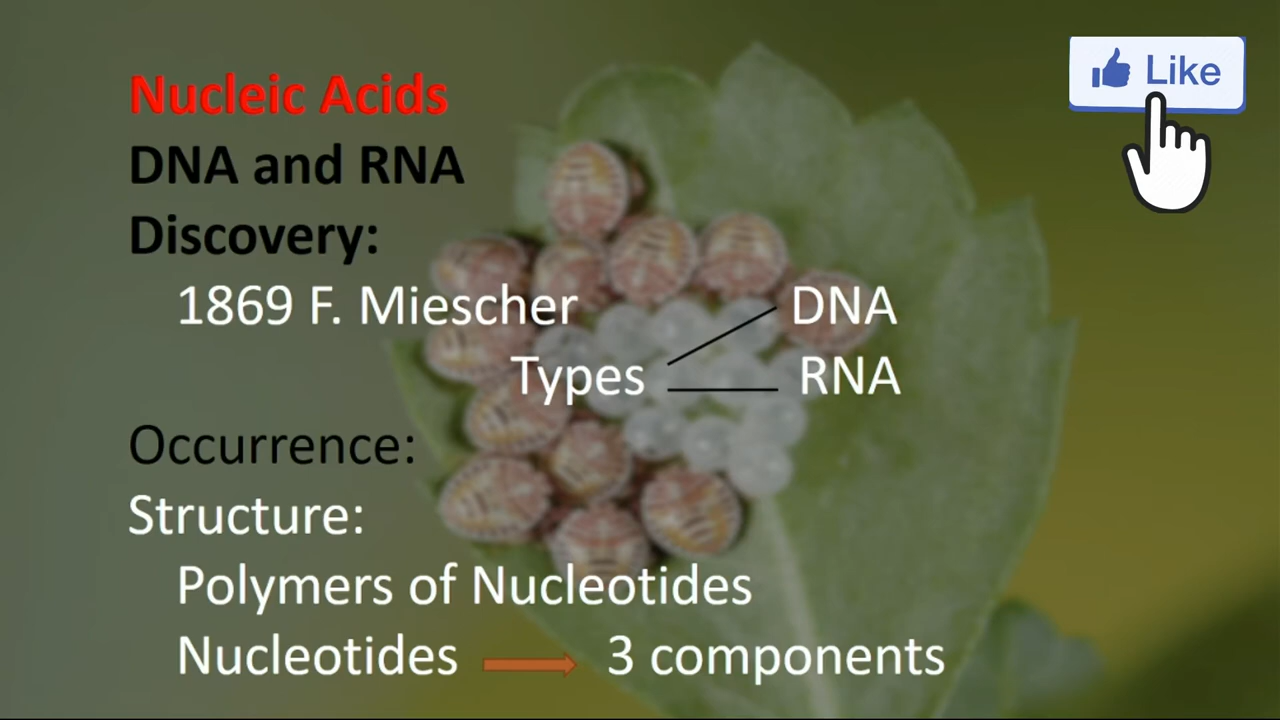 Like
Nucleic Acids
DNA and RNA
Discovery:
1869 F. Miescher
DNA
Types
RNA
Occurrence:
Structure:
Polymers of Nucleotides
Nucleotides 3 components